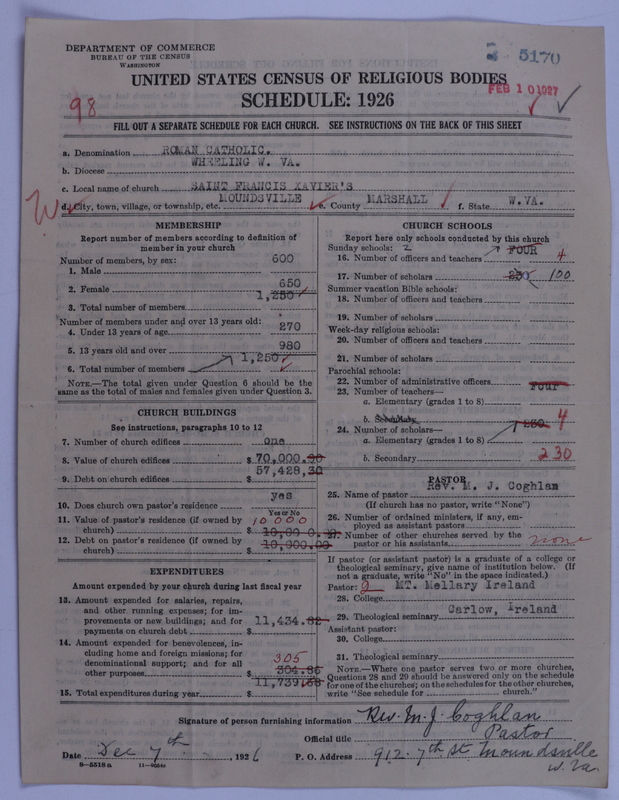 DEPARTMENT OF COMMERCE
BUREAU OF THE CENSUS
WASHINGTON
5170
UNITED STATES CENSUS OF RELIGIOUS BODIES
FEB 10 1927
98
SCHEDULE: 1926
FILL OUT A SEPARATE SCHEDULE FOR EACH CHURCH. SEE INSTRUCTIONS ON THE BACK OF THIS SHEET
a. Denomination ROMAN CATHOLIC.
b. Diocese WHEELING W. VA.
c. Local name of church SAINT FRANCIS XAVIER'S
d. City, town, village, or township, etc. MOUNDSVILLE e. County MARSHALL f. State W.VA.
MEMBERSHIP
Report number of members according to definition of
member in your church
Number of members, by sex: 600
1. Male
2. Female 650
1,250
3. Total number of members
Number of members under and over 13 years old:
4. Under 13 years of age 270
5. 13 years old and over 980
6. Total number of members 1,250
NOTE.—The total given under Question 6 should be the
same as the total of males and females given under Question 3.
CHURCH BUILDINGS
See instructions, paragraphs 10 to 12
7. Number of church edifices one
8. Value of church edifices $ 70,000.00
9. Debt on church edifices $ 57,428.30
10. Does church own pastor's residence yes
Yes or No
11. Value of pastor's residence (if owned by 10000
church) $
12. Debt on pastor's residence (if owned by
church) $ 10,000.00
EXPENDITURES
Amount expended by your church during last fiscal year
13. Amount expended for salaries, repairs,
and other running expenses; for im-
provements or new buildings; and for
payments on church debt $ 11,434.82
14. Amount expended for benevolences, in-
cluding home and foreign missions; for
denominational support; and for all 305
other purposes $ 304.86
15. Total expenditures during year $ 11,739
CHURCH SCHOOLS
Report here only schools conducted by this church
Sunday schools: 2
16. Number of officers and teachers FOUR 4
17. Number of scholars 230 100
Summer vacation Bible schools:
18. Number of officers and teachers
19. Number of scholars
Week-day religious schools:
20. Number of officers and teachers
21. Number of scholars
Parochial schools:
22. Number of administrative officers Four
23. Number of teachers—
a. Elementary (grades 1 to 8)
b. Secondary 4
24. Number of scholars— 230
a. Elementary (grades 1 to 8)
b. Secondary 230
PASTOR
25. Name of pastor Rev. M. J. Coghlan
(If church has no pastor, write "None")
26. Number of ordained ministers, if any, em-
ployed as assistant pastors
27. Number of other churches served by the
pastor or his assistants none
If pastor (or assistant pastor) is a graduate of a college or
theological seminary, give name of institution below. (If
not a graduate, write "No" in the space indicated.)
Pastor: g MT. Mellary Ireland
28. College
29. Theological seminary Carlow, Ireland
Assistant pastor:
30. College
31. Theological seminary
NOTE.—Where one pastor serves two or more churches,
Questions 28 and 29 should be answered only on the schedule
for one of the churches; on the schedules for the other churches,
write "See schedule for church."
Signature of person furnishing information Rev. M. J. Coghlan
Official title Pastor
Date Dec 7th, 1926 P. O. Address 912-7th St. Moundsville
W. Va.
8—5518 a